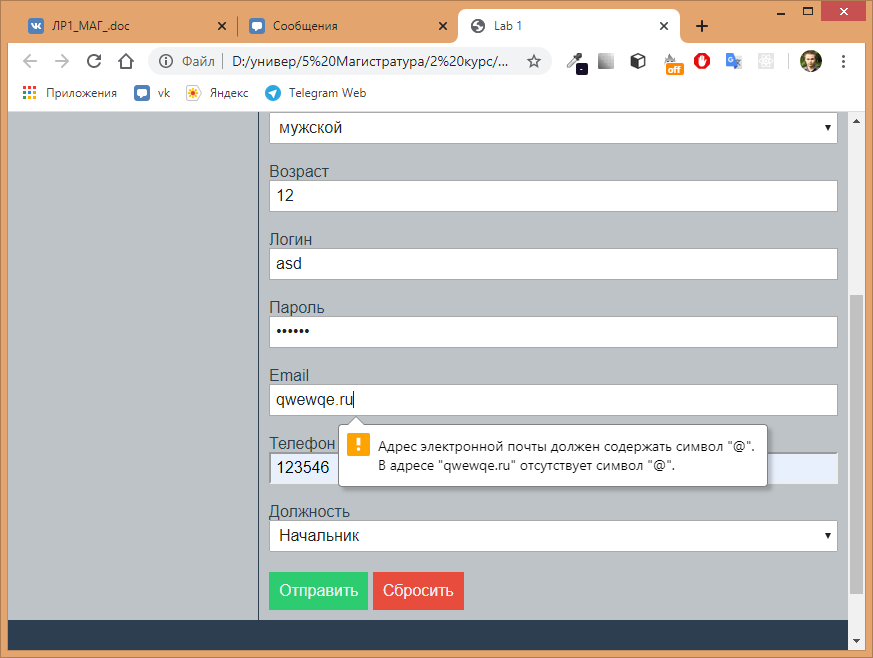 ЛР1_МАГ_.doc
Сообщения
Lab 1
Файл
D:/универ/5%20Магистратура/2%20курс/...
off
Приложения
vk
Яндекс
Telegram Web
мужской
Возраст
12
Логин
asd
Пароль
••••••
Email
qwewqe.ru
Адрес электронной почты должен содержать символ "@".
В адресе "qwewqe.ru" отсутствует символ "@".
Телефон
123546
Должность
Начальник
Отправить
Сбросить